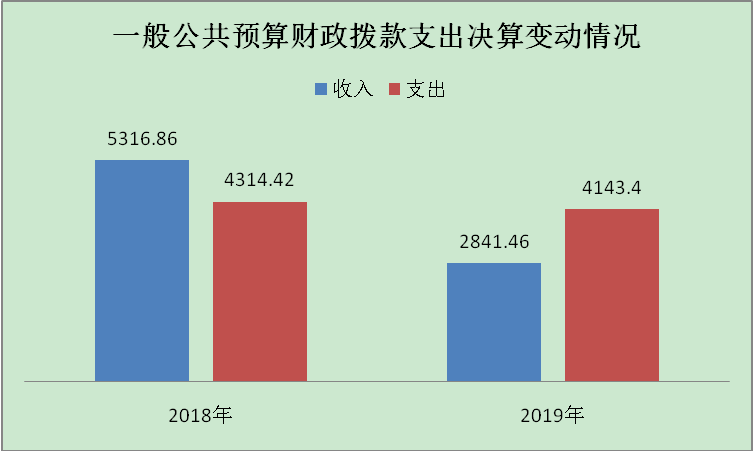 一般公共预算财政拨款支出决算变动情况
收入 支出
5316.86
4314.42
2841.46
4143.4
2018年 2019年